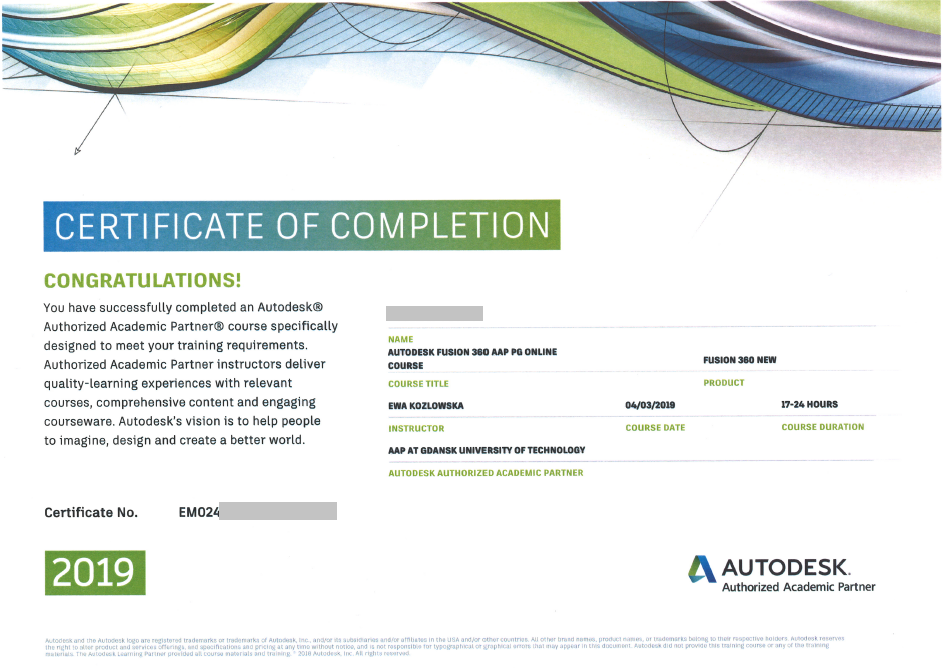 CERTIFICATE OF COMPLETION
CONGRATULATIONS!
You have successfully completed an Autodesk®
Authorized Academic Partner® course specifically
designed to meet your training requirements.
Authorized Academic Partner instructors deliver
quality-learning experiences with relevant
courses, comprehensive content and engaging
courseware. Autodesk's vision is to help people
to imagine, design and create a better world.
NAME
AUTODESK FUSION 360 AAP PG ONLINE
COURSE
FUSION 360 NEW
COURSE TITLE
PRODUCT
EWA KOZLOWSKA
04/03/2019
17-24 HOURS
INSTRUCTOR
COURSE DATE
COURSE DURATION
AAP AT GDANSK UNIVERSITY OF TECHNOLOGY
AUTODESK AUTHORIZED ACADEMIC PARTNER
Certificate No. EM024
2019
AUTODESK.
Authorized Academic Partner
Autodesk and the Autodesk logo are registered trademarks or trademarks of Autodesk, Inc., and/or its subsidiaries and/or affiliates in the USA and/or other countries. All other brand names, product names, or trademarks belong to their respective holders. Autodesk reserves
the right to alter product and services offerings, and specifications and pricing at any time without notice, and is not responsible for typographical or graphical errors that may appear in this document. Autodesk did not provide this training course or any of the training
materials. The Autodesk Learning Partner provided all course materials and training. © 2016 Autodesk, Inc. All rights reserved.